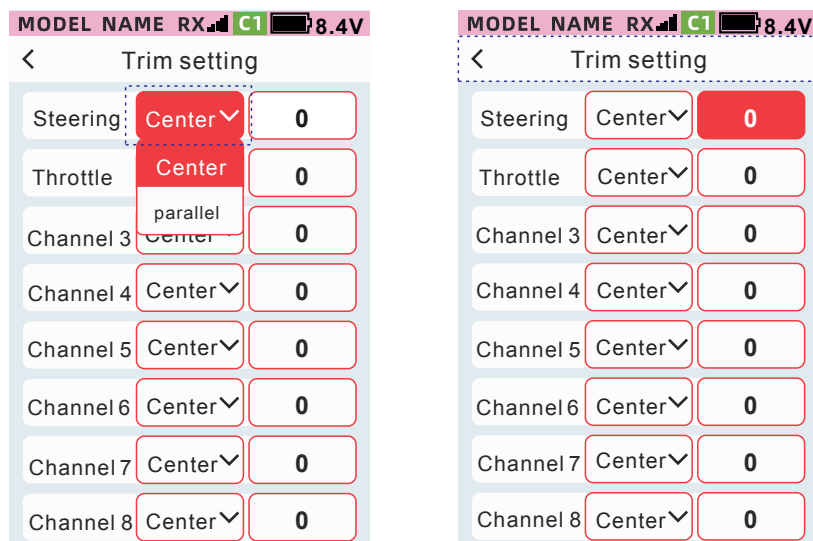 MODEL NAME RX C1 8.4V
Trim setting
Steering Center 0
Center
Throttle 0
parallel
Channel 3 Center 0
Channel 4 Center 0
Channel 5 Center 0
Channel 6 Center 0
Channel 7 Center 0
Channel 8 Center 0
MODEL NAME RX C1 8.4V
Trim setting
Steering Center 0
Throttle Center 0
Channel 3 Center 0
Channel 4 Center 0
Channel 5 Center 0
Channel 6 Center 0
Channel 7 Center 0
Channel 8 Center 0